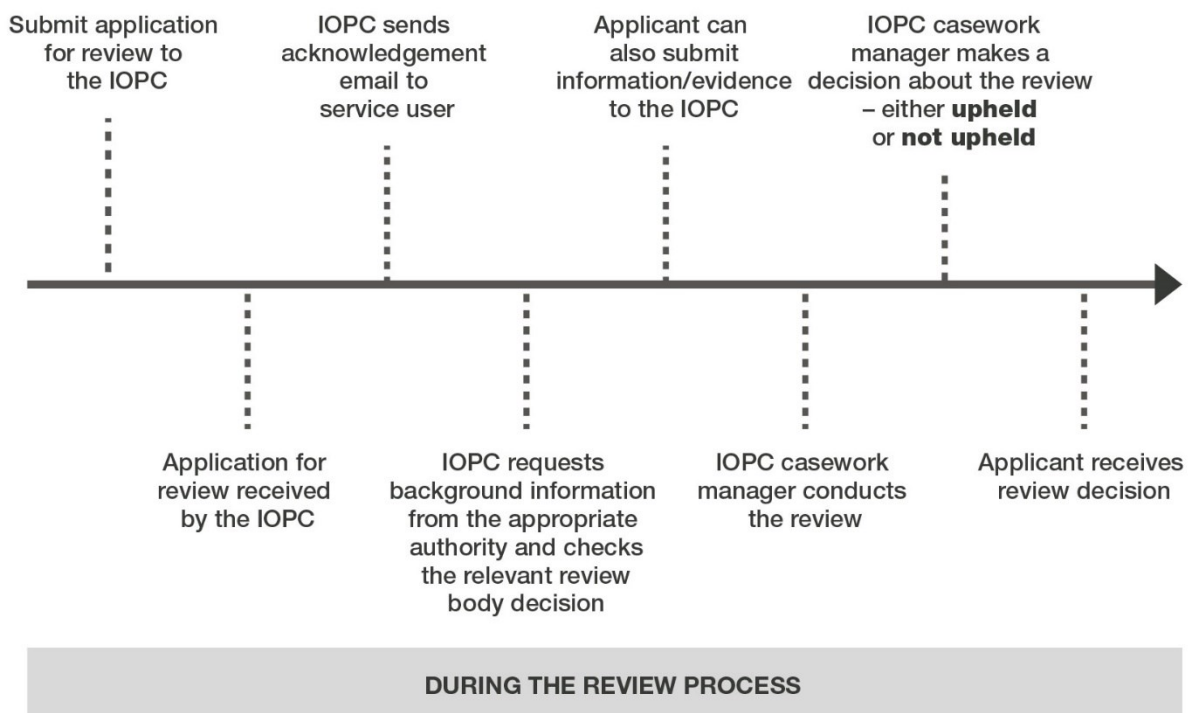 Submit application
for review to
the IOPC
IOPC sends
acknowledgement
email to
service user
Applicant can
also submit
information/evidence
to the IOPC
IOPC casework
manager makes a
decision about the review
– either upheld
or not upheld
Application for
review received
by the IOPC
IOPC requests
background information
from the appropriate
authority and checks
the relevant review
body decision
IOPC casework
manager conducts
the review
Applicant receives
review decision
DURING THE REVIEW PROCESS